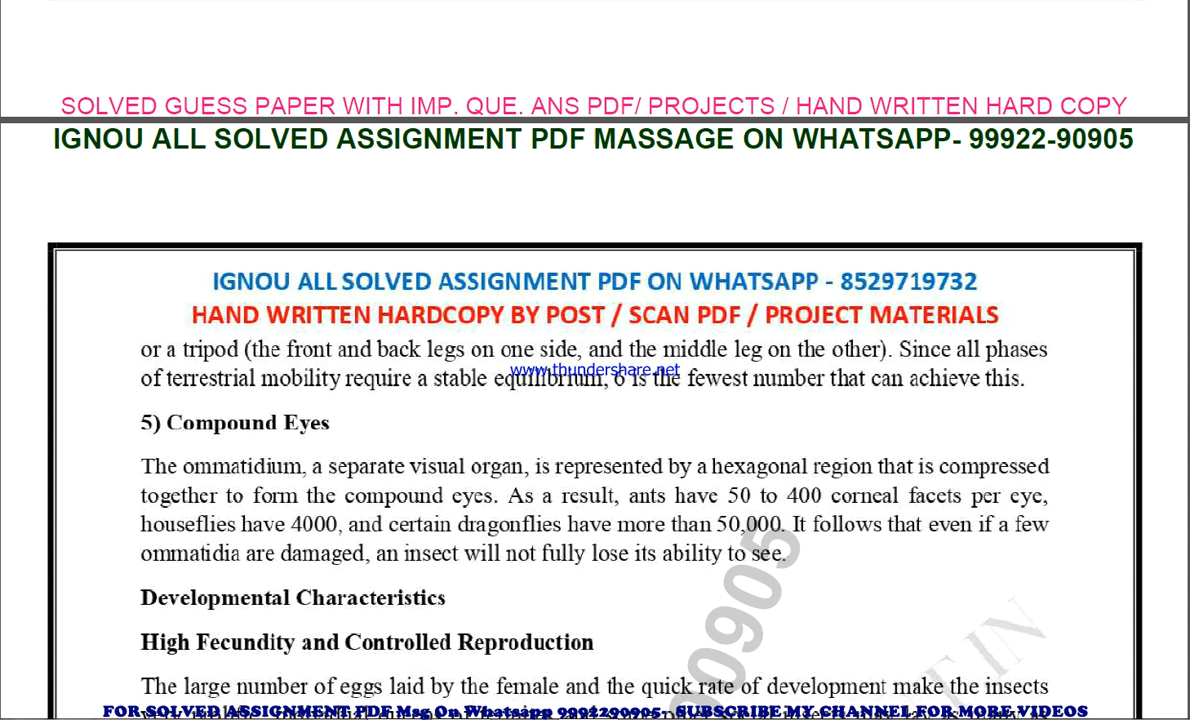 SOLVED GUESS PAPER WITH IMP. QUE. ANS PDF/ PROJECTS / HAND WRITTEN HARD COPY
IGNOU ALL SOLVED ASSIGNMENT PDF MASSAGE ON WHATSAPP- 99922-90905
IGNOU ALL SOLVED ASSIGNMENT PDF ON WHATSAPP - 8529719732
HAND WRITTEN HARDCOPY BY POST / SCAN PDF / PROJECT MATERIALS
or a tripod (the front and back legs on one side, and the middle leg on the other). Since all phases
www.thundershare.net
of terrestrial mobility require a stable equilibrium, 6 is the fewest number that can achieve this.
5) Compound Eyes
The ommatidium, a separate visual organ, is represented by a hexagonal region that is compressed
together to form the compound eyes. As a result, ants have 50 to 400 corneal facets per eye,
houseflies have 4000, and certain dragonflies have more than 50,000. It follows that even if a few
ommatidia are damaged, an insect will not fully lose its ability to see.
00905
T IN
Developmental Characteristics
High Fecundity and Controlled Reproduction
The large number of eggs laid by the female and the quick rate of development make the insects
FOR SOLVED ASSIGNMENT PDF Msg On Whatsapp 9992290905- SUBSCRIBE MY CHANNEL FOR MORE VIDEOS